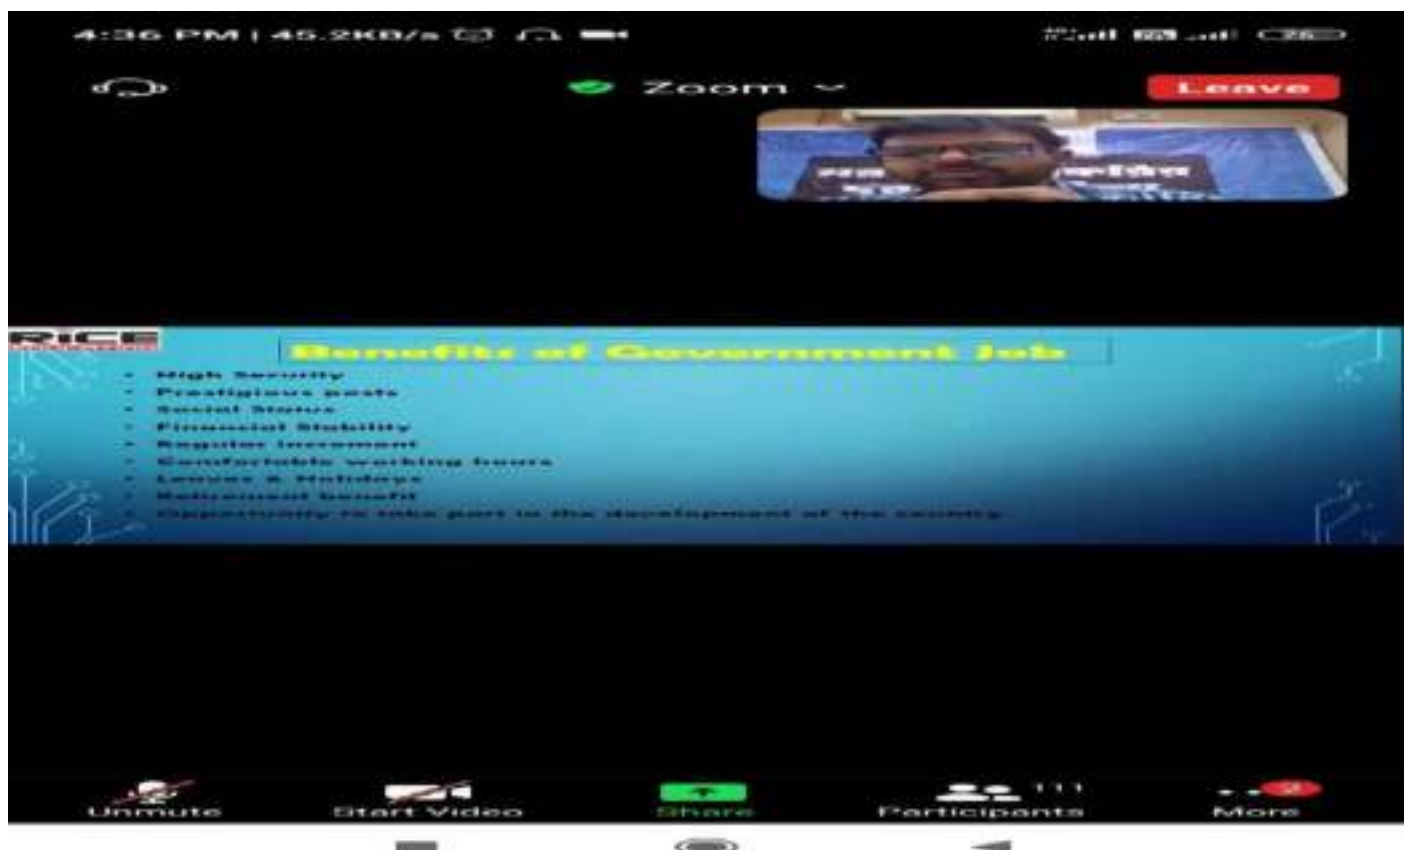 4:36 PM | 45.2KB/s
Zoom
Leave
RICE
Benefits of Government Job
• High Security
• Prestigious posts
• Social Status
• Financial Stability
• Regular increment
• Comfortable working hours
• Leaves & Holidays
• Retirement benefit
• Opportunity to take part in the development of the country.
Unmute
Start Video
Share
Participants
111
More
2